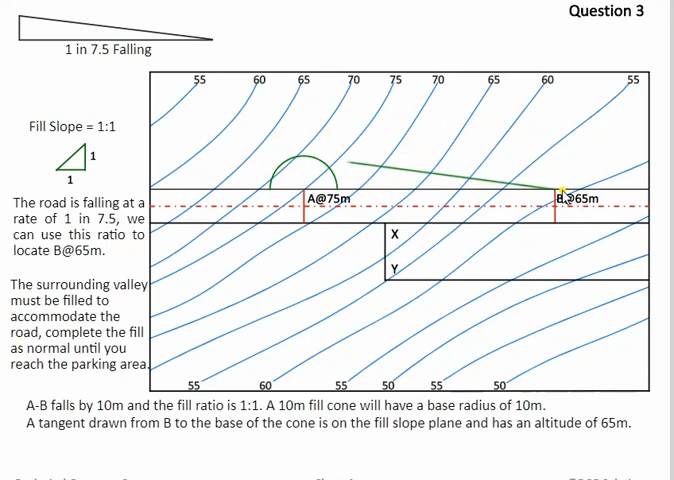 Question 3
1 in 7.5 Falling
55 60 65 70 75 70 65 60 55
Fill Slope = 1:1
1
1
A@75m
B@65m
The road is falling at a
rate of 1 in 7.5, we
can use this ratio to
locate B@65m.
X
Y
The surrounding valley
must be filled to
accommodate the
road, complete the fill
as normal until you
reach the parking area.
55 60 55 50 55 50
A-B falls by 10m and the fill ratio is 1:1. A 10m fill cone will have a base radius of 10m.
A tangent drawn from B to the base of the cone is on the fill slope plane and has an altitude of 65m.